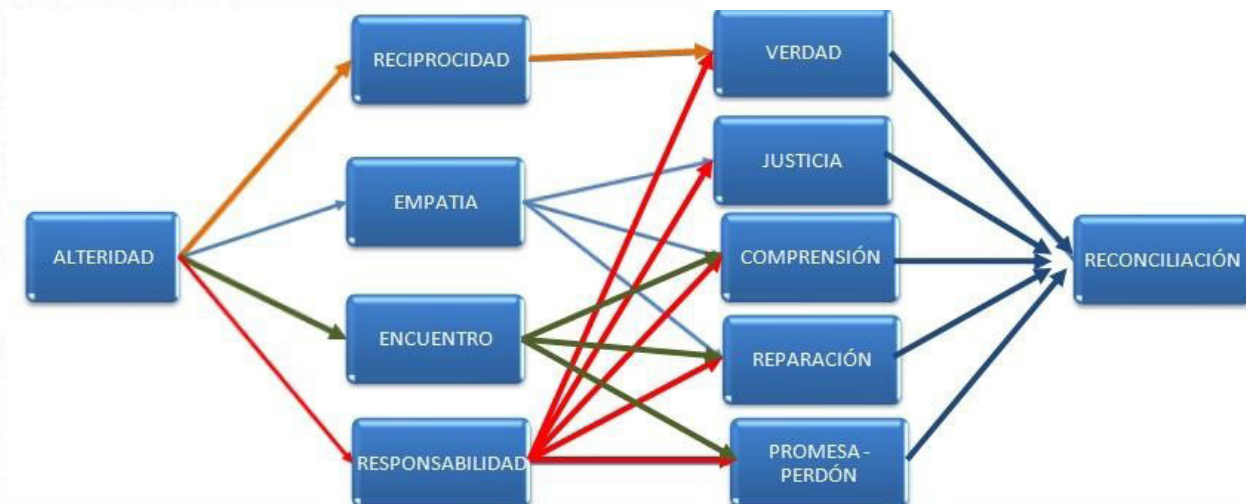 ALTERIDAD
RECIPROCIDAD
EMPATIA
ENCUENTRO
RESPONSABILIDAD
VERDAD
JUSTICIA
COMPRENSIÓN
REPARACIÓN
PROMESA -
PERDÓN
RECONCILIACIÓN